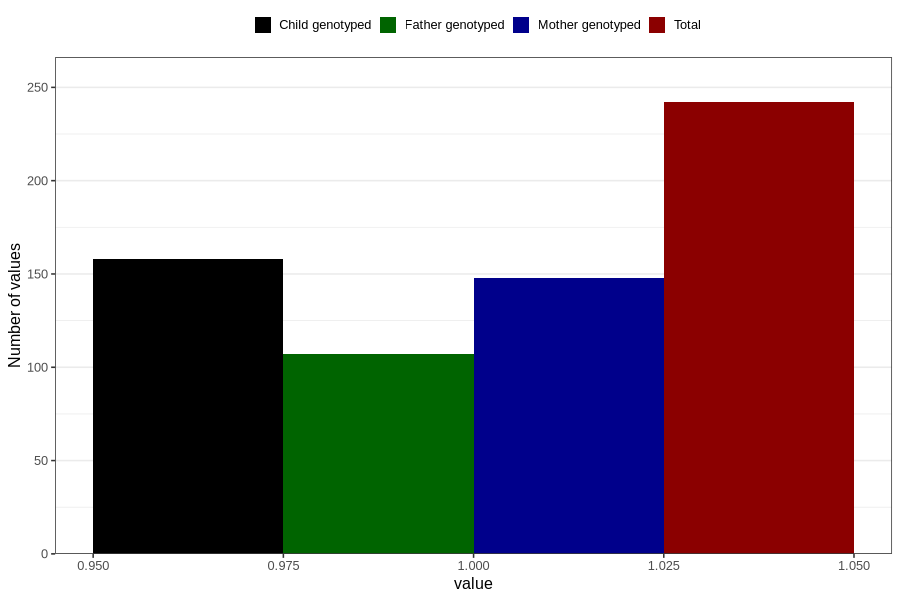 Child genotyped Father genotyped Mother genotyped Total
250
200
150
100
50
0
Number of values
0.950 0.975 1.000 1.025 1.050
value